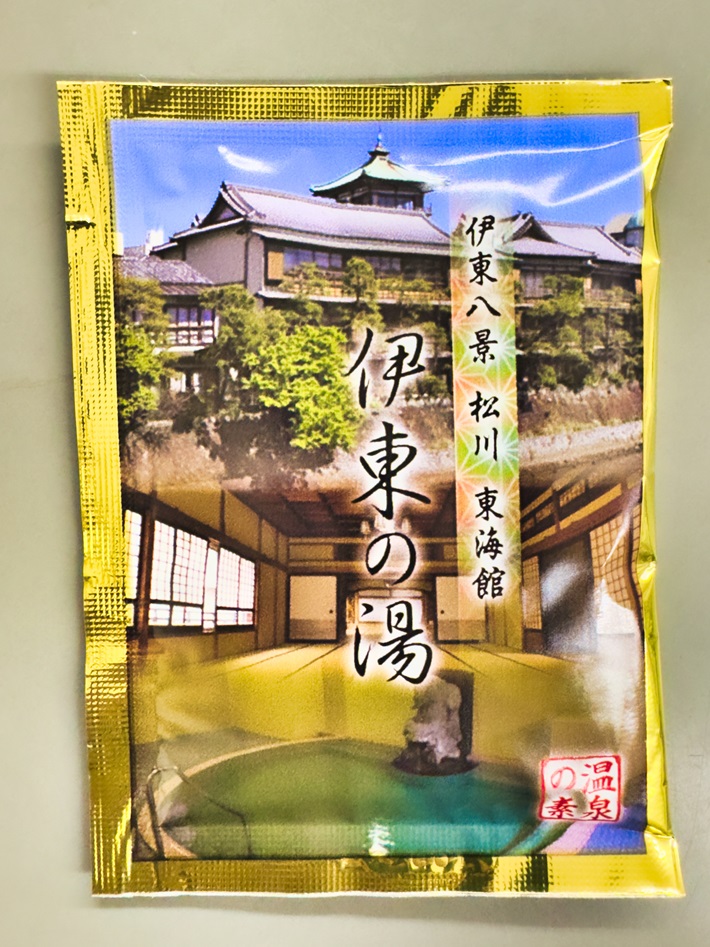 伊東八景 松川 東海館
伊東の湯
温泉
の素